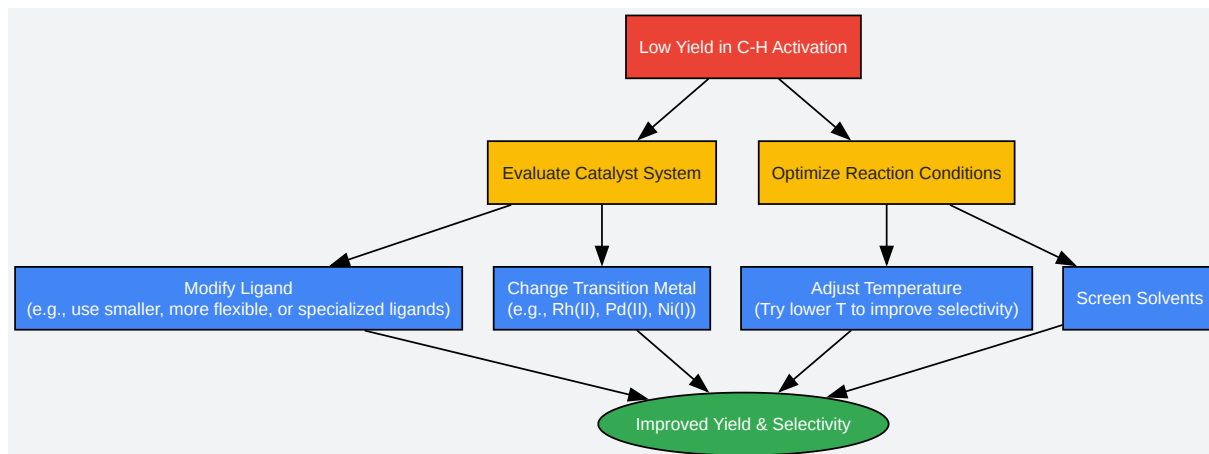 Low Yield in C-H Activation
Evaluate Catalyst System
Optimize Reaction Conditions
Modify Ligand
(e.g., use smaller, more flexible, or specialized ligands)
Change Transition Metal
(e.g., Rh(II), Pd(II), Ni(I))
Adjust Temperature
(Try lower T to improve selectivity)
Screen Solvents
Improved Yield & Selectivity